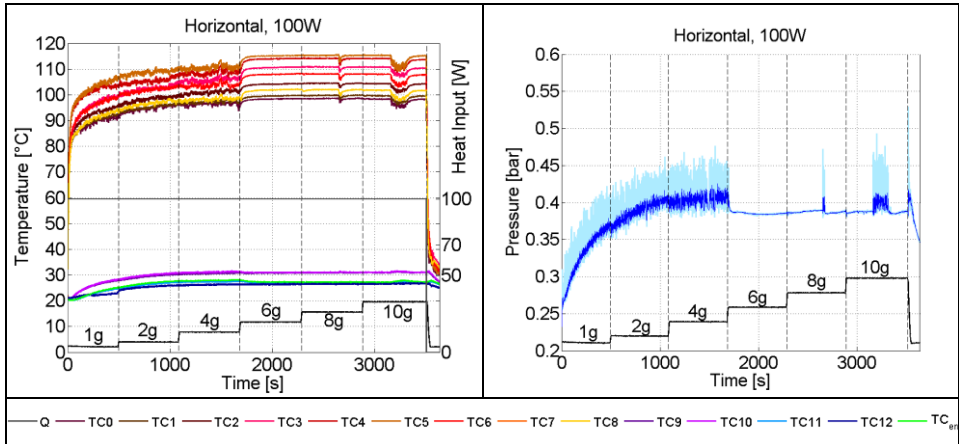 Horizontal, 100W
120
110
100
90
80
70
60
50
40
30
20
10
0
Temperature [°C]
100
70
50
0
Heat Input [W]
1g
2g
4g
6g
8g
10g
0
1000
2000
3000
Time [s]
Horizontal, 100W
0.6
0.55
0.5
0.45
0.4
0.35
0.3
0.25
0.2
Pressure [bar]
1g
2g
4g
6g
8g
10g
0
1000
2000
3000
Time [s]
Q TC0 TC1 TC2 TC3 TC4 TC5 TC6 TC7 TC8 TC9 TC10 TC11 TC12 TC